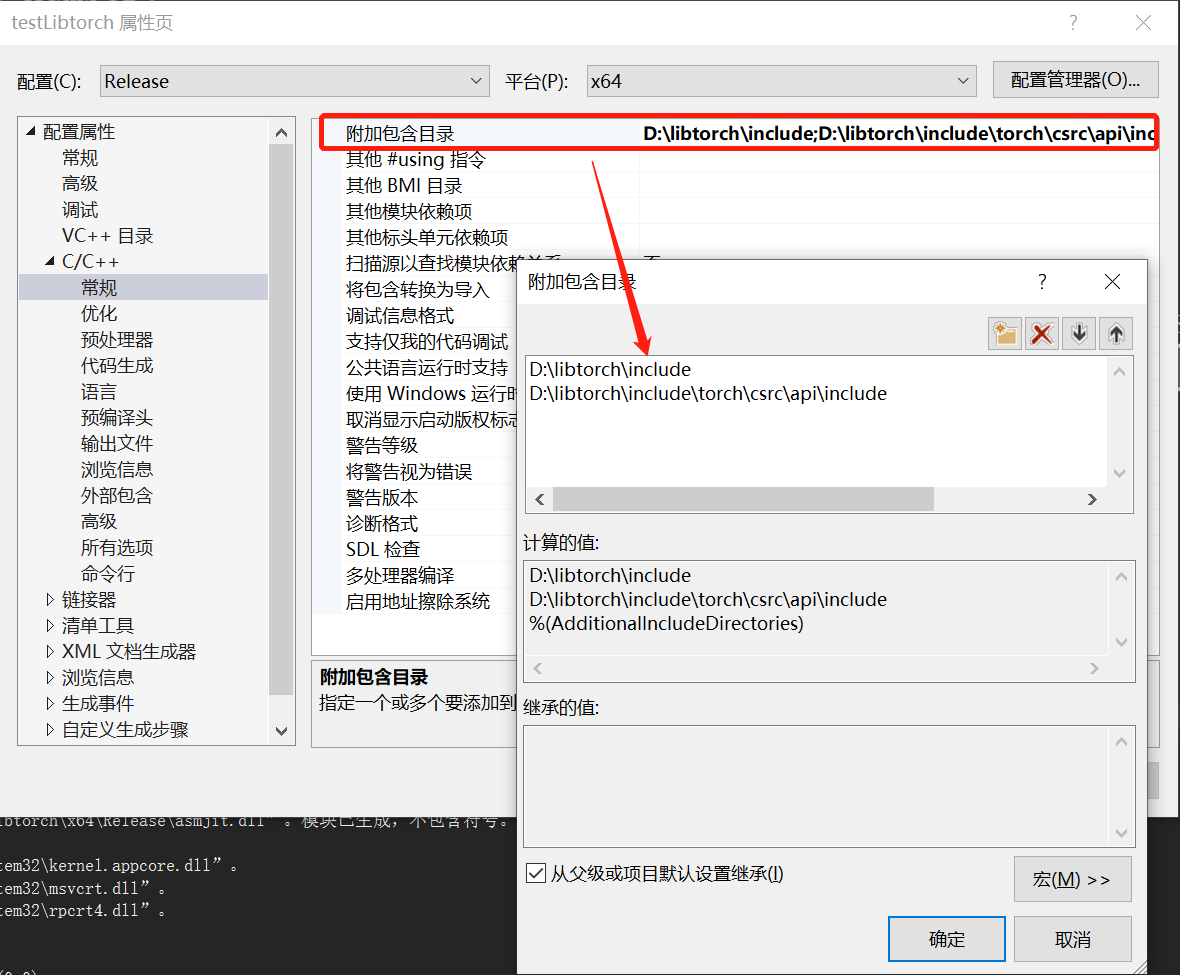 testLibtorch 属性页
?
配置(C):
Release
平台(P):
x64
配置管理器(O)...
配置属性
常规
高级
调试
VC++ 目录
C/C++
常规
优化
预处理器
代码生成
语言
预编译头
输出文件
浏览信息
外部包含
高级
所有选项
命令行
链接器
清单工具
XML 文档生成器
浏览信息
生成事件
自定义生成步骤
附加包含目录 D:\libtorch\include;D:\libtorch\include\torch\csrc\api\inc
其他 #using 指令
其他 BMI 目录
其他模块依赖项
其他标头单元依赖项
扫描源以查找模块依赖关系
将包含转换为导入
调试信息格式
支持仅我的代码调试
公共语言运行时支持
使用 Windows 运行时
取消显示启动版权标志
警告等级
将警告视为错误
警告版本
诊断格式
SDL 检查
多处理器编译
启用地址擦除系统
附加包含目录
指定一个或多个要添加到
附加包含目录
?
D:\libtorch\include
D:\libtorch\include\torch\csrc\api\include
计算的值:
D:\libtorch\include
D:\libtorch\include\torch\csrc\api\include
%(AdditionalIncludeDirectories)
继承的值:
从父级或项目默认设置继承(I)
宏(M) >>
确定
取消
btorch\x64\Release\asmjit.dll”。模块已生成，不包含符号。
tem32\kernel.appcore.dll”。
tem32\msvcrt.dll”。
tem32\rpcrt4.dll”。